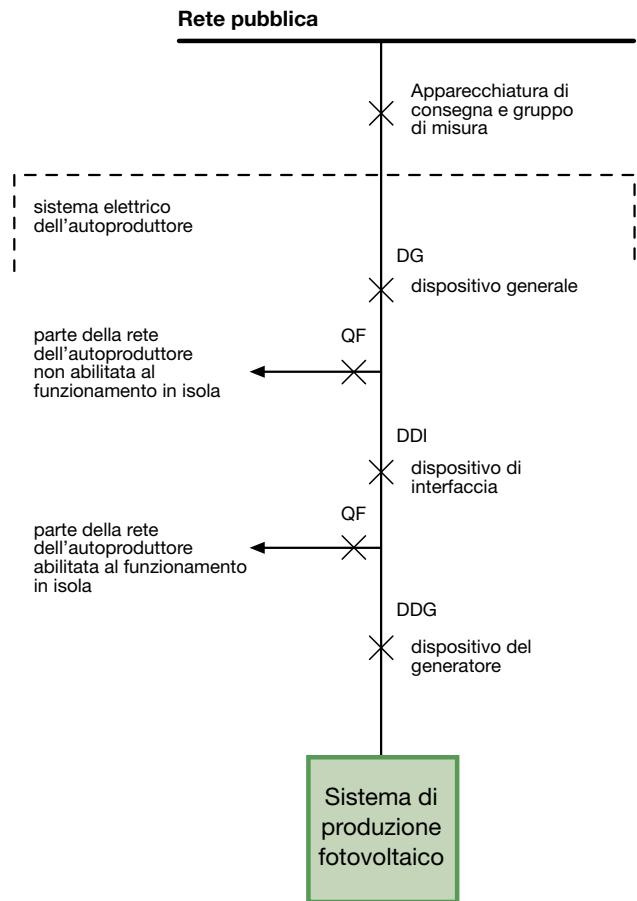 Rete pubblica
Apparecchiatura di
consegna e gruppo
di misura
sistema elettrico
dell'autoproduttore
DG
dispositivo generale
QF
parte della rete
dell'autoproduttore
non abilitata al
funzionamento in isola
DDI
dispositivo di
interfaccia
QF
parte della rete
dell'autoproduttore
abilitata al funzionamento
in isola
DDG
dispositivo del
generatore
Sistema di
produzione
fotovoltaico